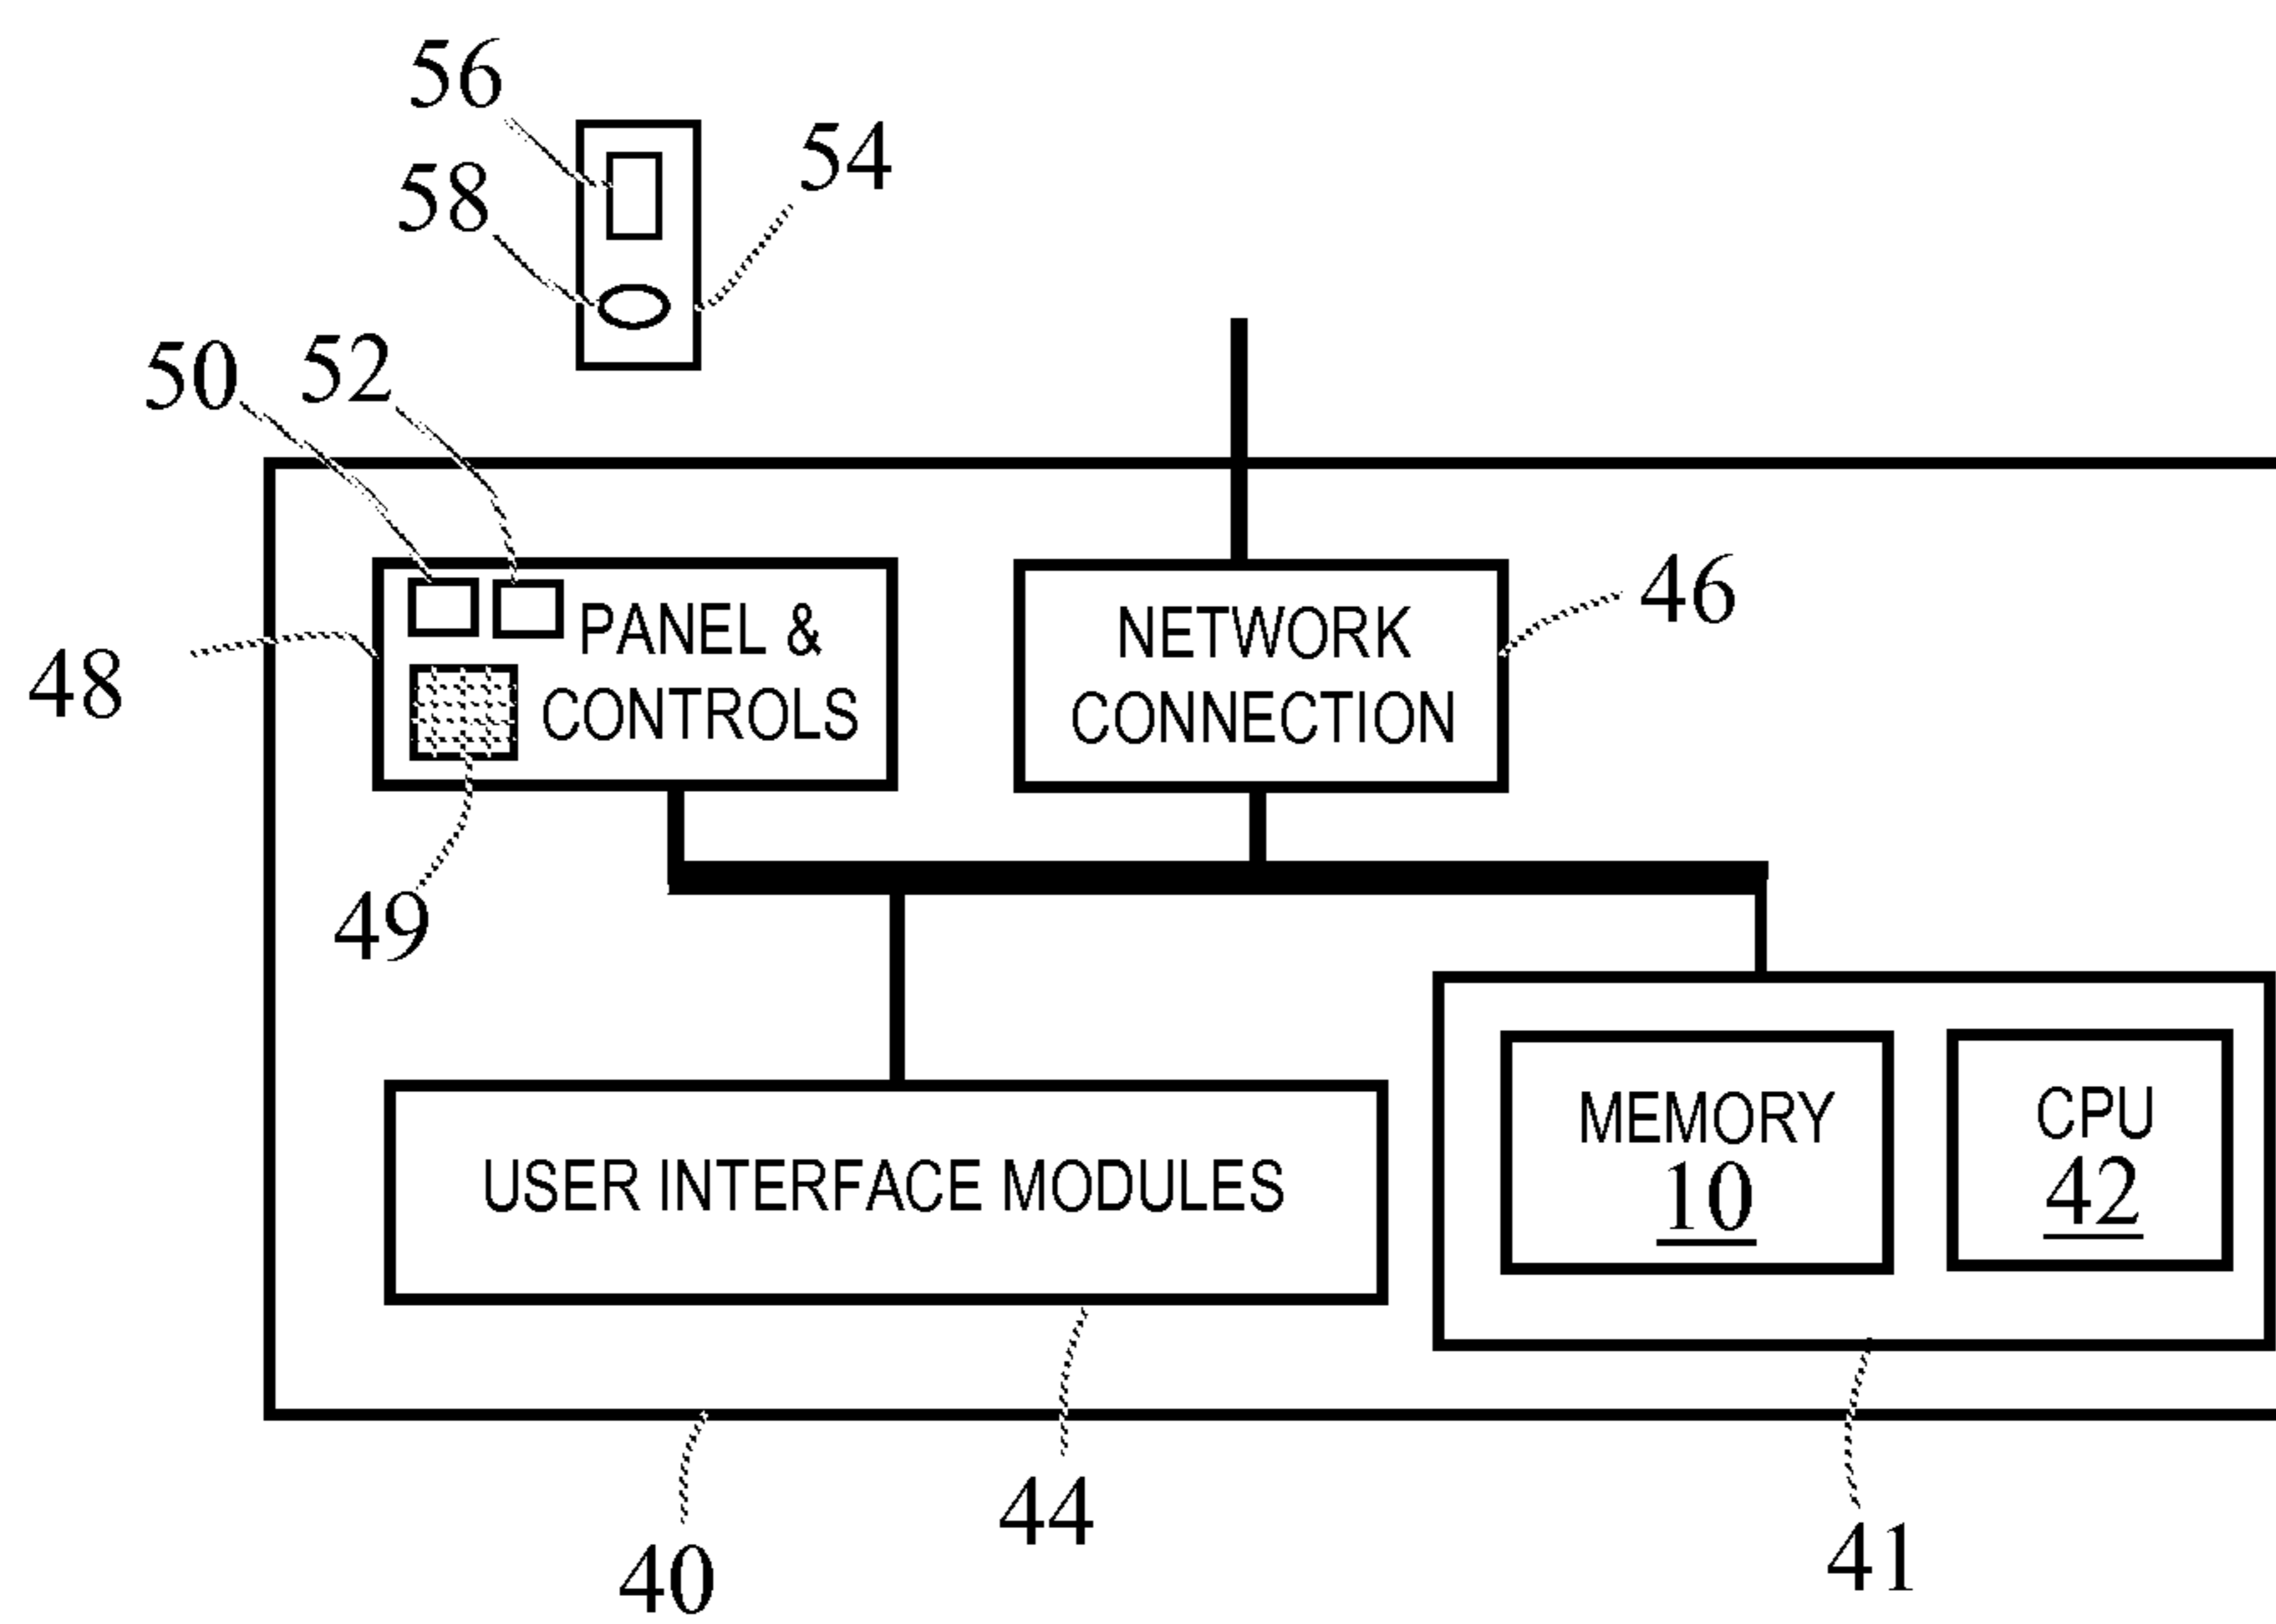 56
54
58
50
52
PANEL &
CONTROLS
NETWORK
CONNECTION
46
48
49
USER INTERFACE MODULES
MEMORY
10
CPU
42
44
40
41